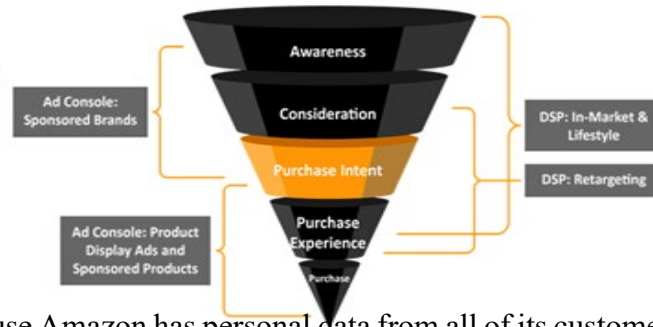 Awareness
Ad Console:
Sponsored Brands
Consideration
DSP: In-Market &
Lifestyle
Purchase Intent
DSP: Retargeting
Ad Console: Product
Display Ads and
Sponsored Products
Purchase
Experience
Purchase
use Amazon has personal data from all of its custome